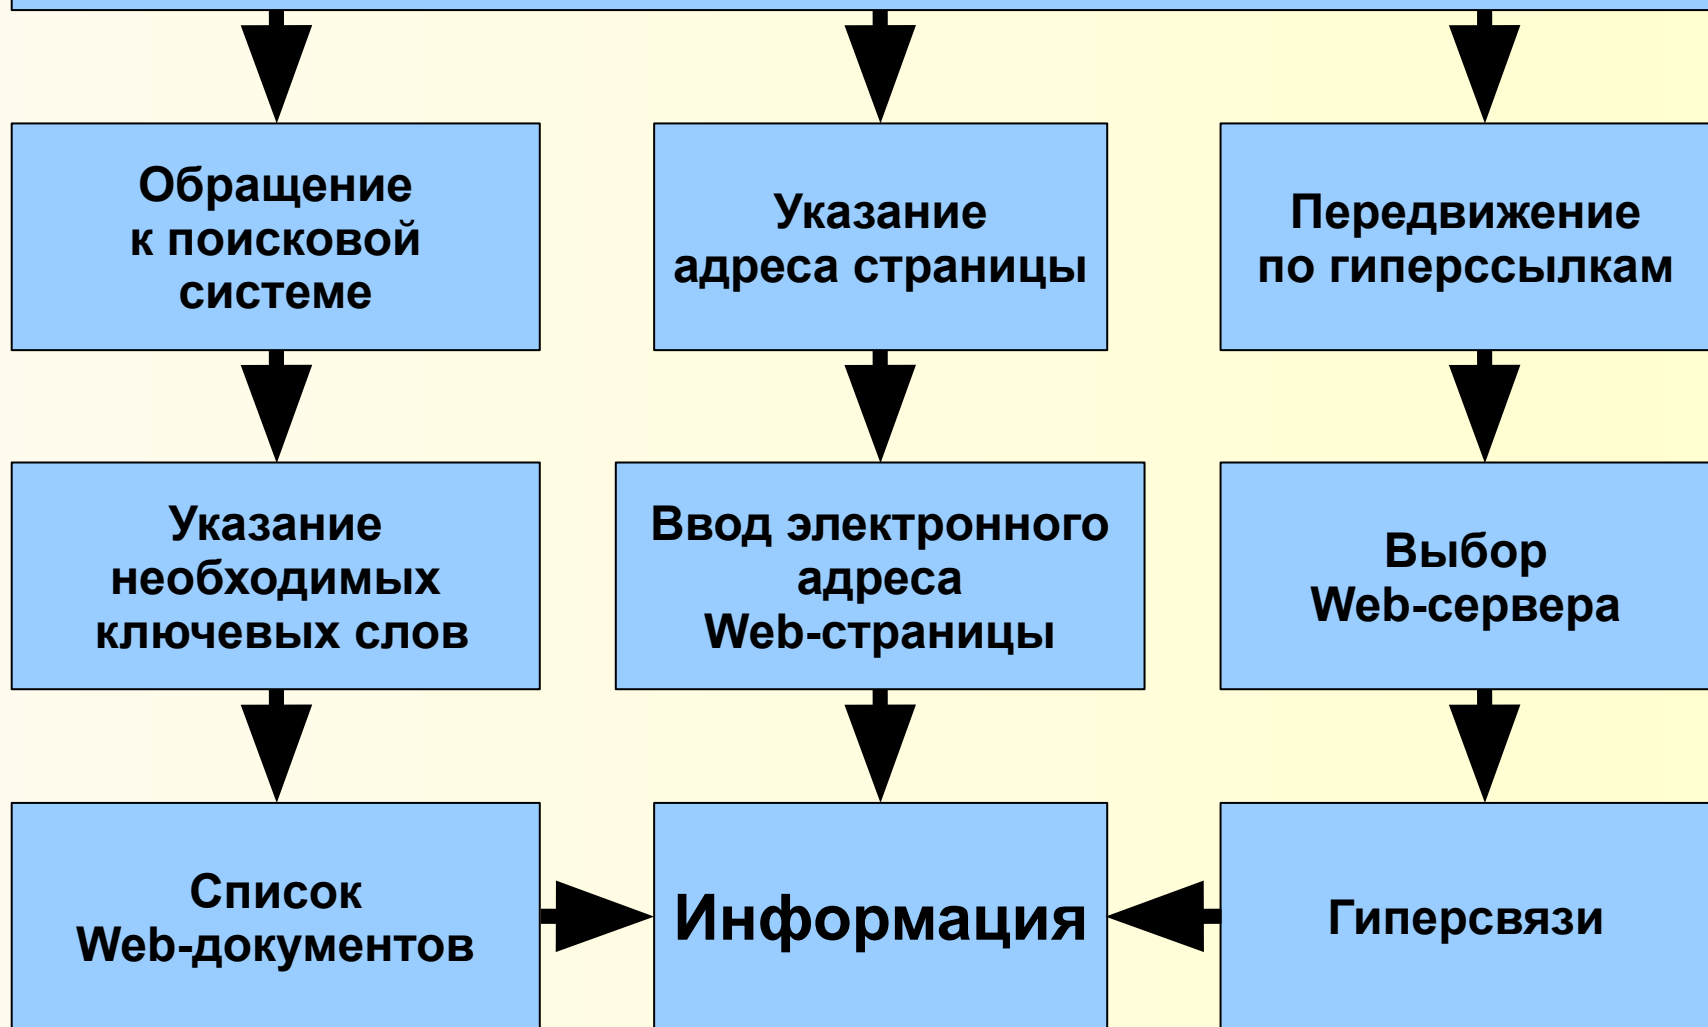 Обращение
к поисковой
системе
Указание
адреса страницы
Передвижение
по гиперссылкам
Указание
необходимых
ключевых слов
Ввод электронного
адреса
Web-страницы
Выбор
Web-сервера
Список
Web-документов
Информация
Гиперсвязи